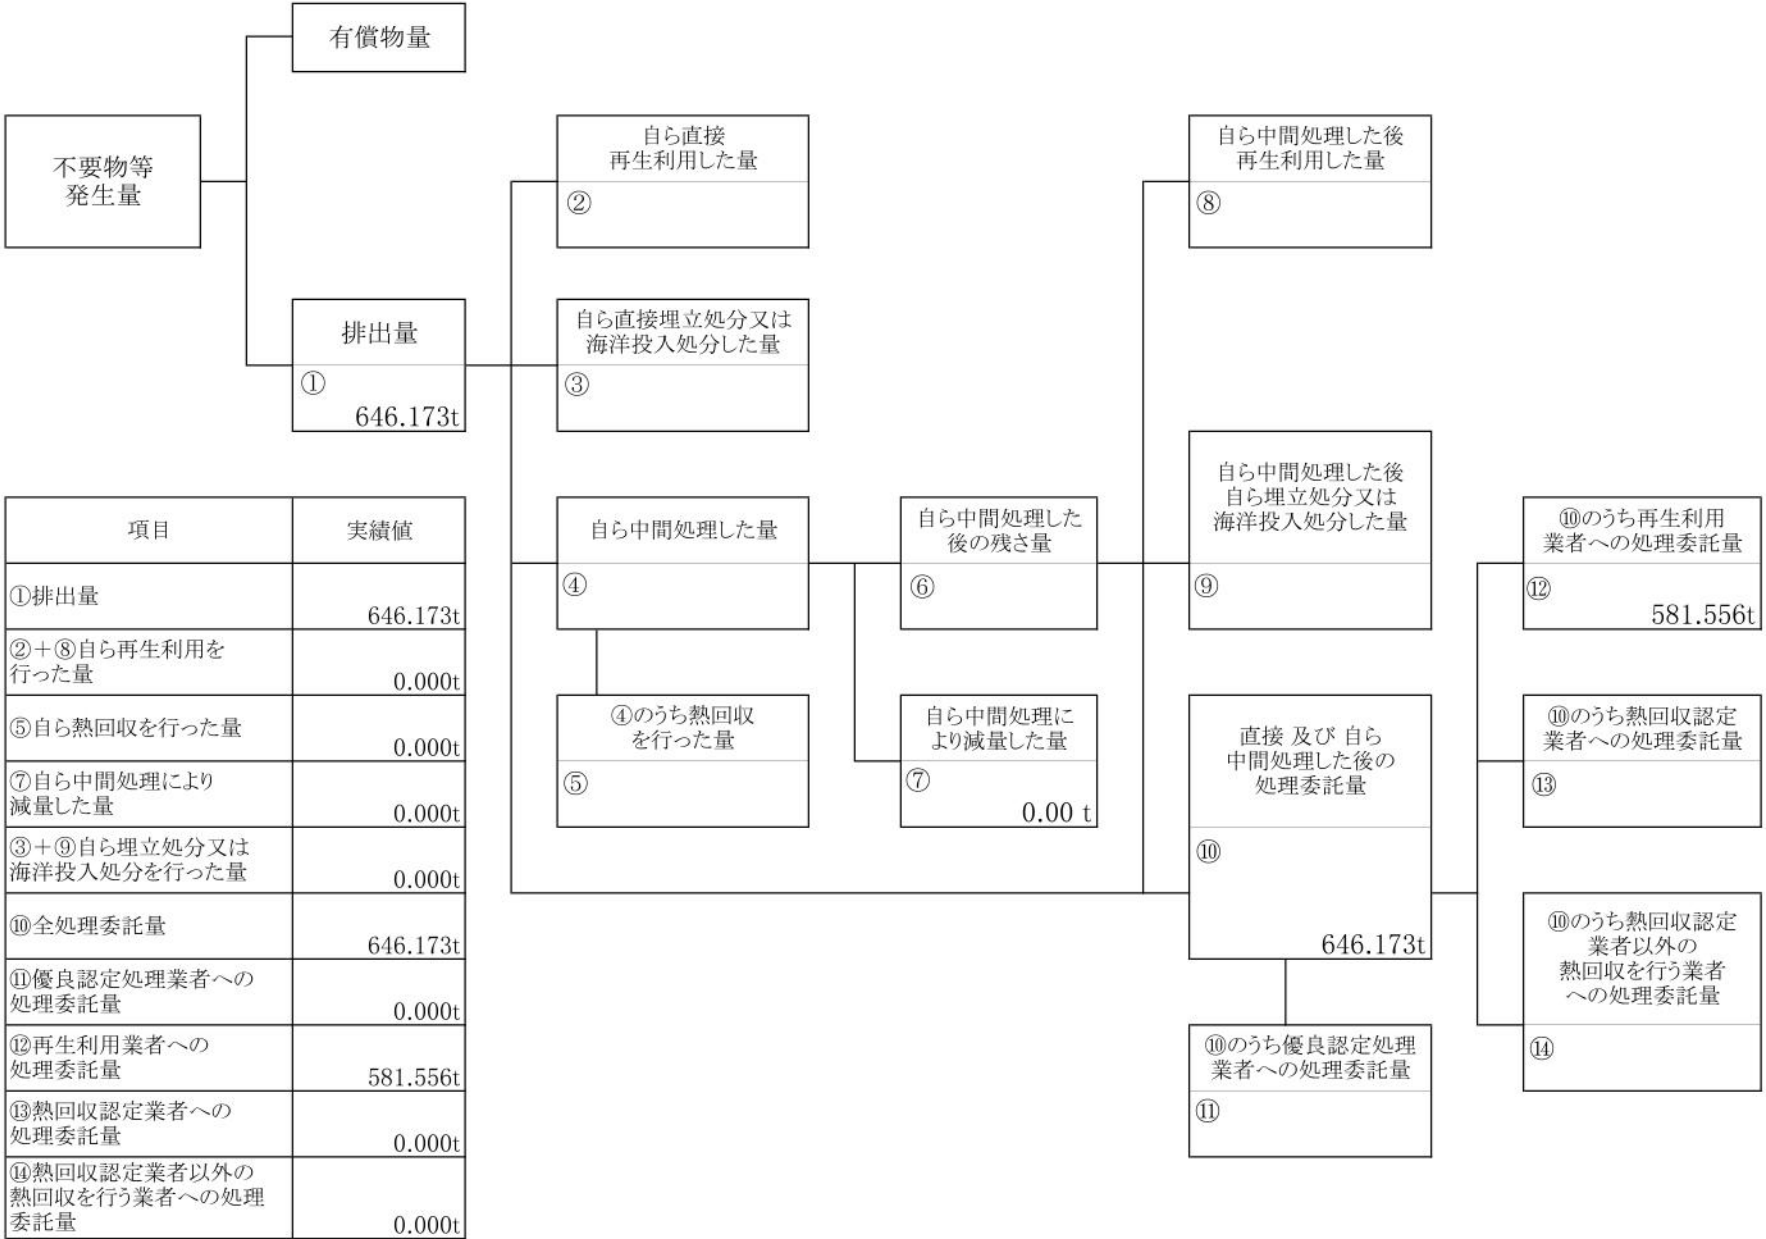 有償物量
不要物等
発生量
自ら直接
再生利用した量
②
自ら中間処理した後
再生利用した量
⑧
排出量
①
646.173t
自ら直接埋立処分又は
海洋投入処分した量
③
自ら中間処理した量
④
自ら中間処理した
後の残さ量
⑥
自ら中間処理した後
自ら埋立処分又は
海洋投入処分した量
⑨
⑩のうち再生利用
業者への処理委託量
⑫
581.556t
④のうち熱回収
を行った量
⑤
自ら中間処理に
より減量した量
⑦
0.00 t
直接 及び 自ら
中間処理した後の
処理委託量
⑩
646.173t
⑩のうち熱回収認定
業者への処理委託量
⑬
⑩のうち熱回収認定
業者以外の
熱回収を行う業者
への処理委託量
⑭
⑩のうち優良認定処理
業者への処理委託量
⑪
項目 実績値
①排出量
646.173t
②＋⑧自ら再生利用を
行った量
0.000t
⑤自ら熱回収を行った量
0.000t
⑦自ら中間処理により
減量した量
0.000t
③＋⑨自ら埋立処分又は
海洋投入処分を行った量
0.000t
⑩全処理委託量
646.173t
⑪優良認定処理業者への
処理委託量
0.000t
⑫再生利用業者への
処理委託量
581.556t
⑬熱回収認定業者への
処理委託量
0.000t
⑭熱回収認定業者以外の
熱回収を行う業者への処理
委託量
0.000t